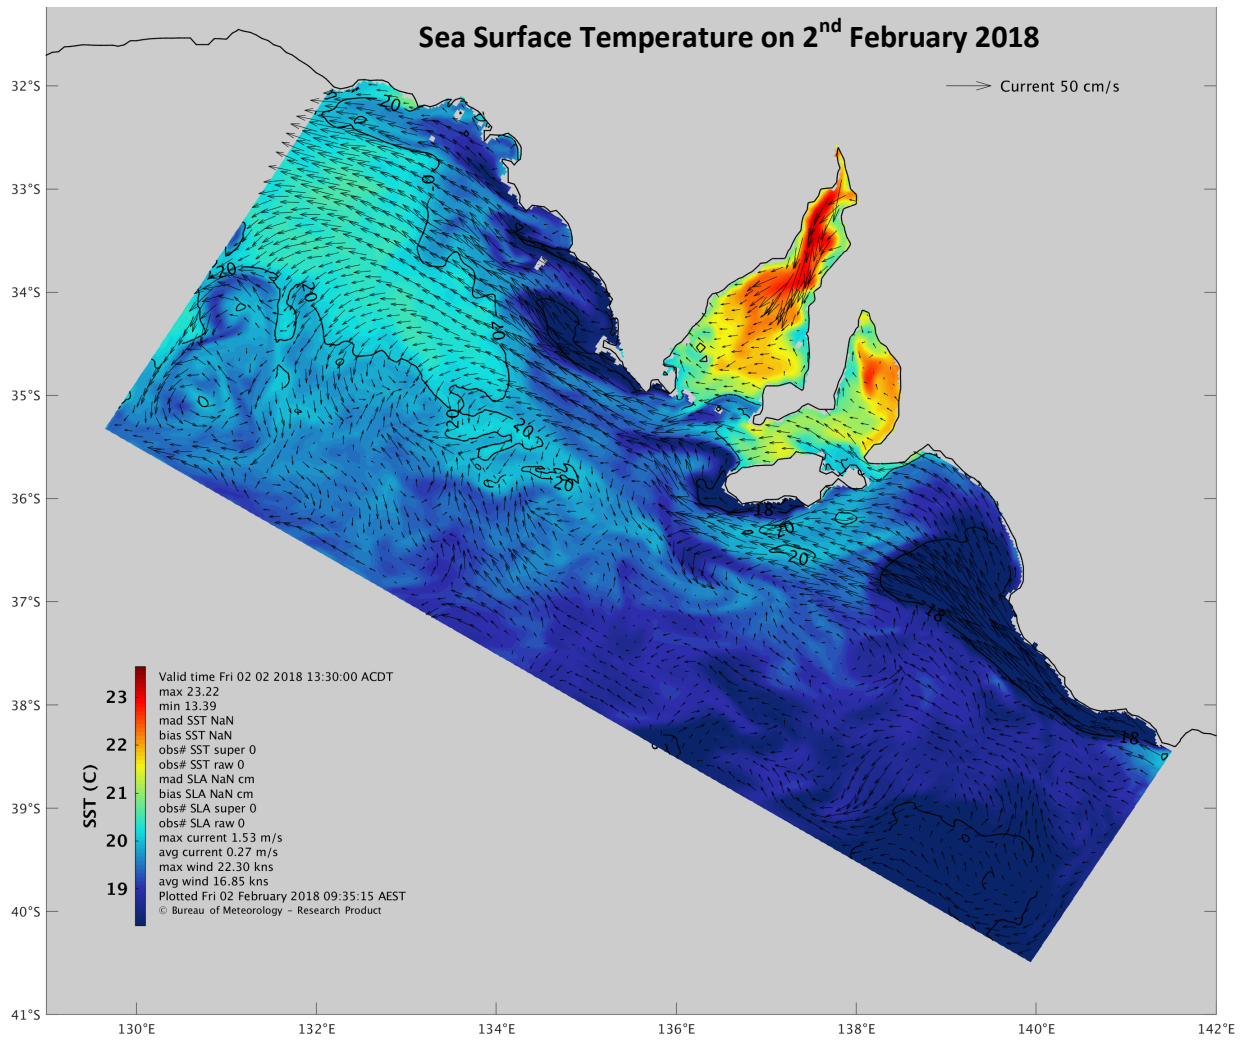 Sea Surface Temperature on 2nd February 2018
Current 50 cm/s
32°S
33°S
34°S
35°S
36°S
37°S
38°S
39°S
40°S
41°S
20
0
20
20
20
20
20
20
18
20
20
18
18
SST (C)
23
22
21
20
19
Valid time Fri 02 02 2018 13:30:00 ACDT
max 23.22
min 13.39
mad SST NaN
bias SST NaN
obs# SST super 0
obs# SST raw 0
mad SLA NaN cm
bias SLA NaN cm
obs# SLA super 0
obs# SLA raw 0
max current 1.53 m/s
avg current 0.27 m/s
max wind 22.30 kns
avg wind 16.85 kns
Plotted Fri 02 February 2018 09:35:15 AEST
© Bureau of Meteorology – Research Product
130°E
132°E
134°E
136°E
138°E
140°E
142°E